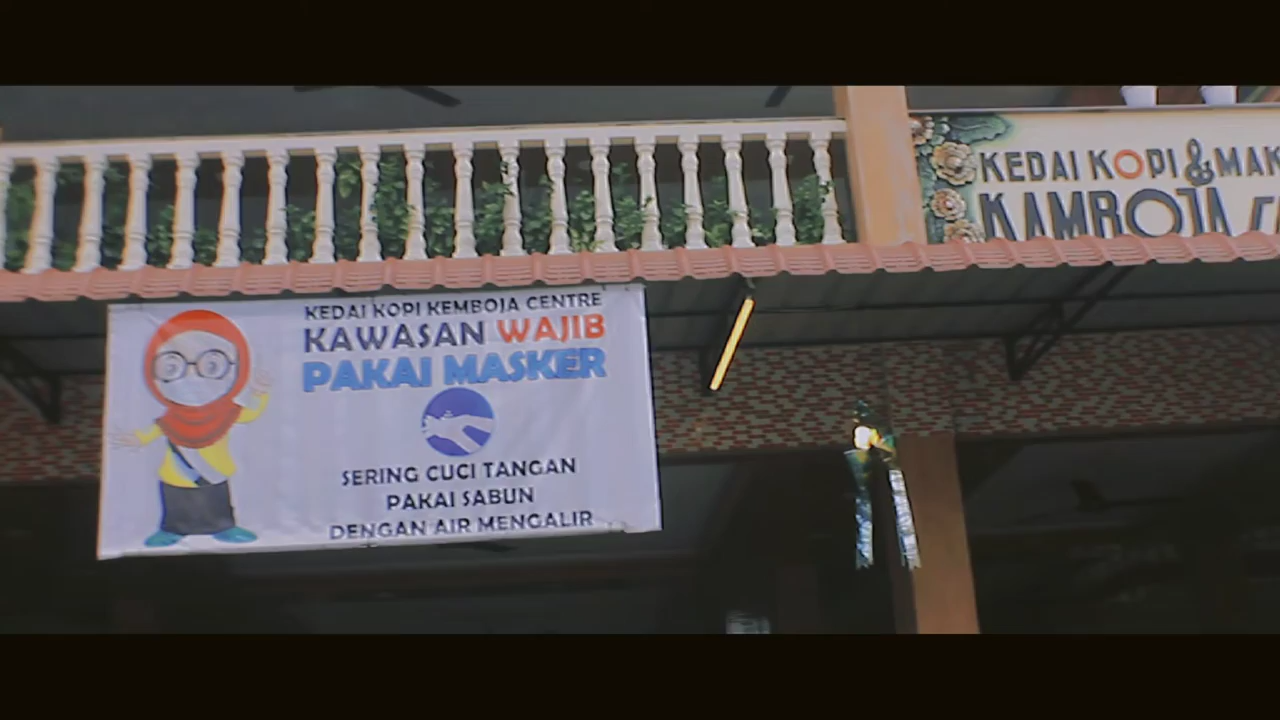 KEDAI KOPI KEMBOJA CENTRE
KAWASAN WAJIB
PAKAI MASKER
SERING CUCI TANGAN
PAKAI SABUN
DENGAN AIR MENGALIR
KEDAI KOPI & MAK
KAMBOJA